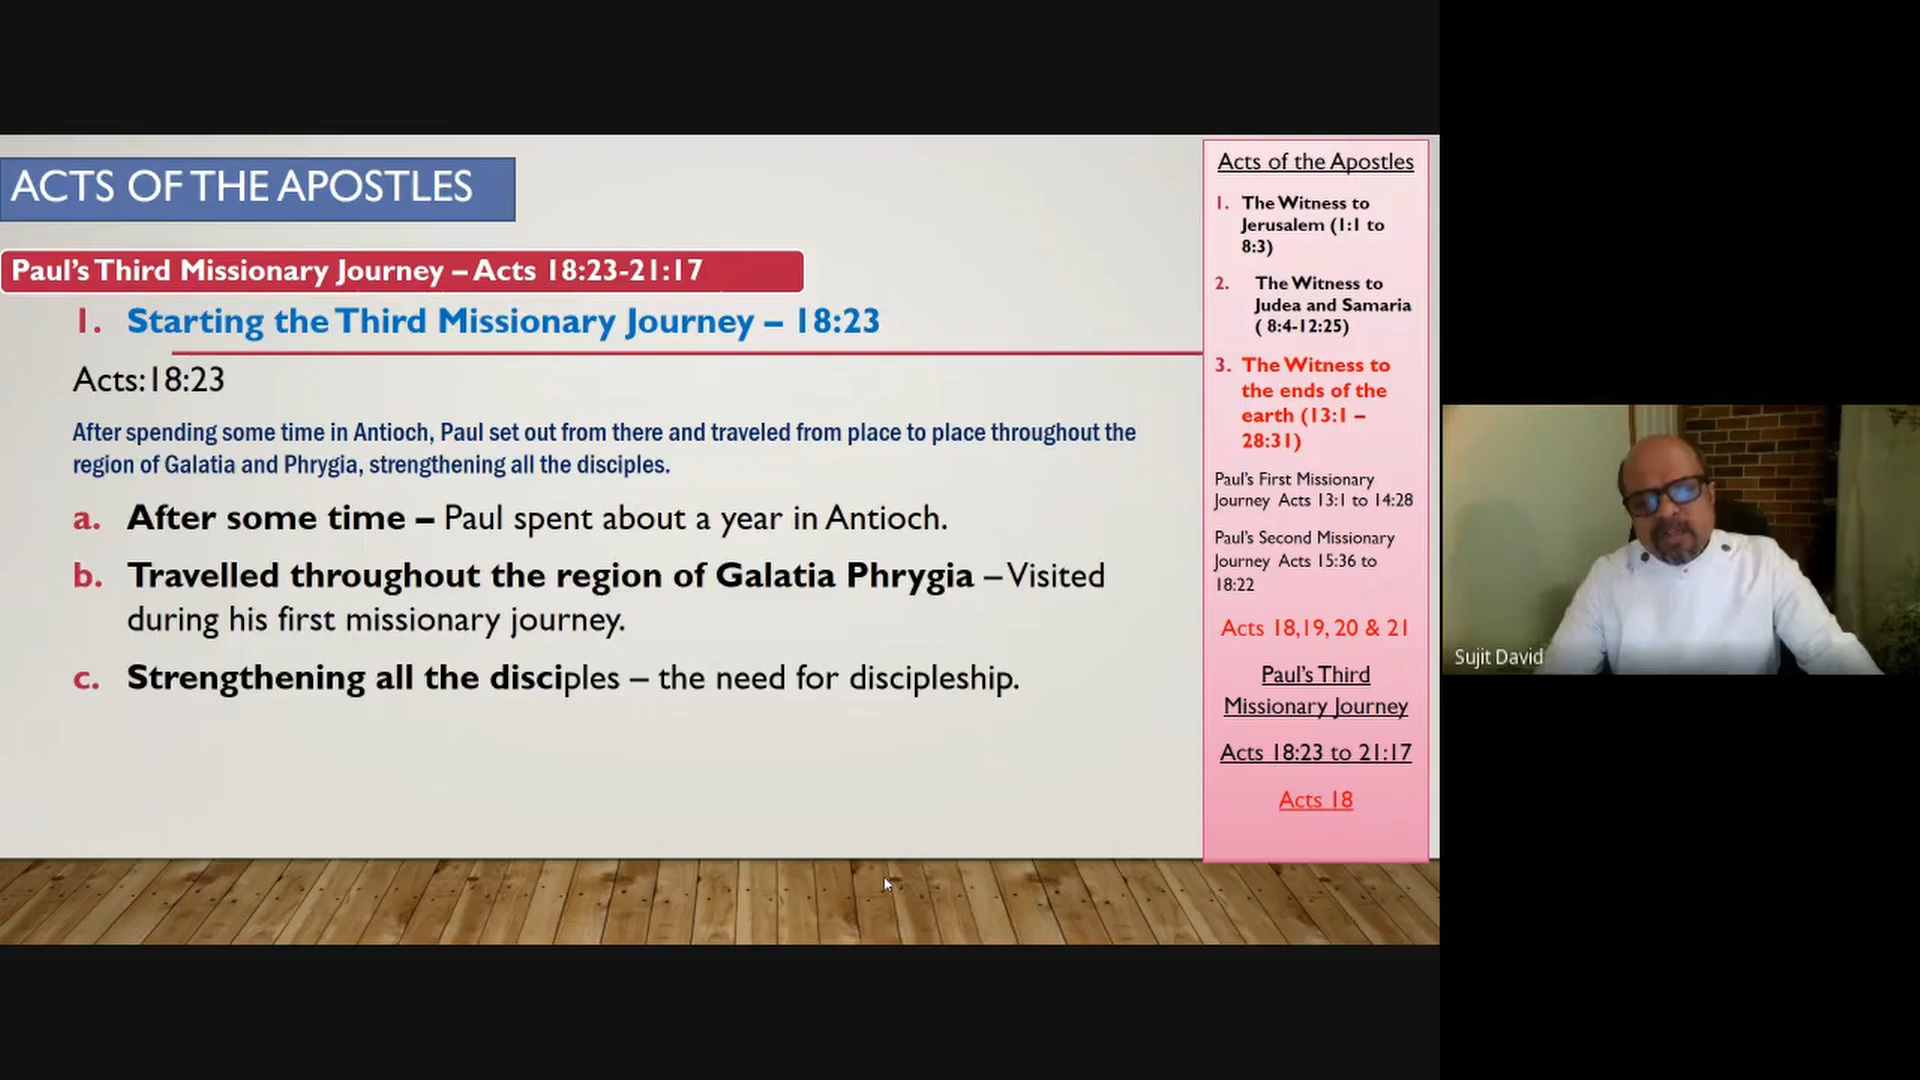 ACTS OF THE APOSTLES
Paul's Third Missionary Journey – Acts 18:23-21:17
1. Starting the Third Missionary Journey – 18:23
Acts:18:23
After spending some time in Antioch, Paul set out from there and traveled from place to place throughout the
region of Galatia and Phrygia, strengthening all the disciples.
a. After some time – Paul spent about a year in Antioch.
b. Travelled throughout the region of Galatia Phrygia – Visited
during his first missionary journey.
c. Strengthening all the disciples – the need for discipleship.
Acts of the Apostles
1. The Witness to
Jerusalem (1:1 to
8:3)
2. The Witness to
Judea and Samaria
( 8:4-12:25)
3. The Witness to
the ends of the
earth (13:1 –
28:31)
Paul's First Missionary
Journey Acts 13:1 to 14:28
Paul's Second Missionary
Journey Acts 15:36 to
18:22
Acts 18,19, 20 & 21
Paul's Third
Missionary Journey
Acts 18:23 to 21:17
Acts 18
Sujit David